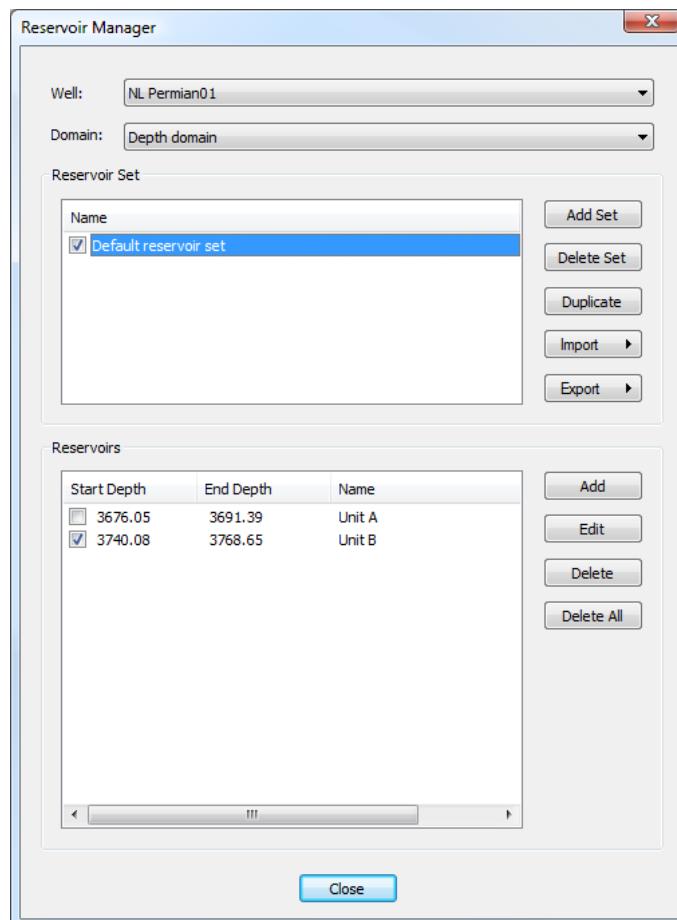 Reservoir Manager
Well: NL Permian01
Domain: Depth domain
Reservoir Set
Name
Default reservoir set
Add Set
Delete Set
Duplicate
Import
Export
Reservoirs
Start Depth End Depth Name
3676.05 3691.39 Unit A
3740.08 3768.65 Unit B
Add
Edit
Delete
Delete All
Close